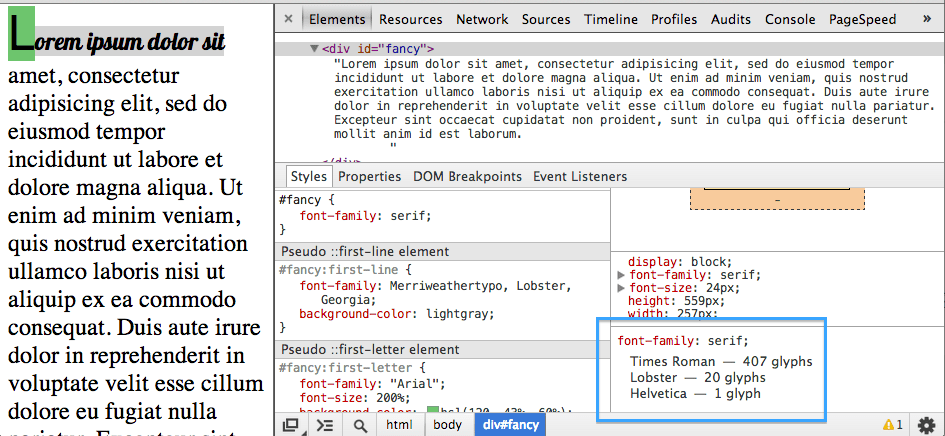 Lorem ipsum dolor sit
amet, consectetur
adipisicing elit, sed do
eiusmod tempor
incididunt ut labore et
dolore magna aliqua. Ut
enim ad minim veniam,
quis nostrud exercitation
ullamco laboris nisi ut
aliquip ex ea commodo
consequat. Duis aute irure
dolor in reprehenderit in
voluptate velit esse cillum
dolore eu fugiat nulla
pariatur. Excepteur sint
× Elements Resources Network Sources Timeline Profiles Audits Console PageSpeed »
▼<div id="fancy">
"Lorem ipsum dolor sit amet, consectetur adipisicing elit, sed do eiusmod tempor
incididunt ut labore et dolore magna aliqua. Ut enim ad minim veniam, quis nostrud
exercitation ullamco laboris nisi ut aliquip ex ea commodo consequat. Duis aute irure
dolor in reprehenderit in voluptate velit esse cillum dolore eu fugiat nulla pariatur.
Excepteur sint occaecat cupidatat non proident, sunt in culpa qui officia deserunt
mollit anim id est laborum.
"
</div>
Styles Properties DOM Breakpoints Event Listeners
#fancy {
font-family: serif;
}
Pseudo ::first-line element
#fancy:first-line {
font-family: Merriweathertypo, Lobster,
Georgia;
background-color: lightgray;
}
Pseudo ::first-letter element
#fancy:first-letter {
font-family: "Arial";
font-size: 200%;
background-color: hsl(120, 43%, 60%);
–
display: block;
▶ font-family: serif;
▶ font-size: 24px;
height: 559px;
width: 257px;
font-family: serif;
Times Roman — 407 glyphs
Lobster — 20 glyphs
Helvetica — 1 glyph
html body div#fancy
1